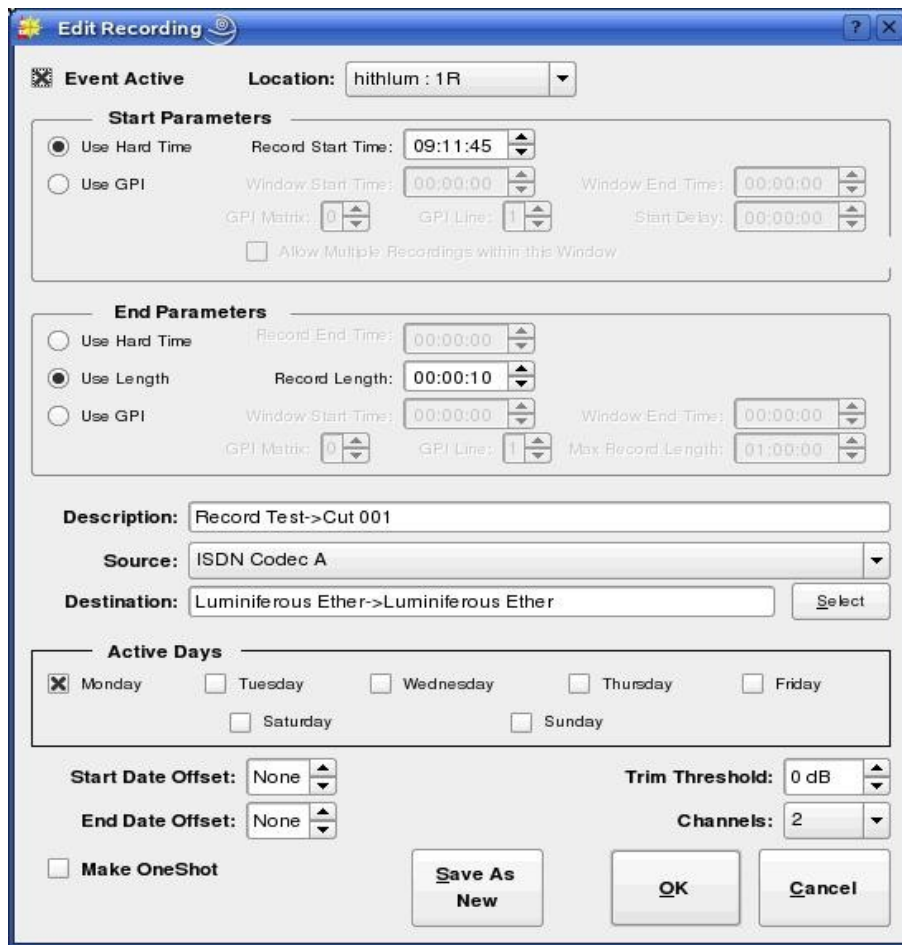 Edit Recording
?
Event Active Location: hithlum : 1R
Start Parameters
Use Hard Time Record Start Time: 09:11:45
Use GPI Window Start Time: 00:00:00 Window End Time: 00:00:00
GPI Matrix: 0 GPI Line: 1 Start Delay: 00:00:00
Allow Multiple Recordings within this Window
End Parameters
Use Hard Time Record End Time: 00:00:00
Use Length Record Length: 00:00:10
Use GPI Window Start Time: 00:00:00 Window End Time: 00:00:00
GPI Matrix: 0 GPI Line: 1 Max Record Length: 01:00:00
Description: Record Test->Cut 001
Source: ISDN Codec A
Destination: Luminiferous Ether->Luminiferous Ether Select
Active Days
Monday Tuesday Wednesday Thursday Friday
Saturday Sunday
Start Date Offset: None Trim Threshold: 0 dB
End Date Offset: None Channels: 2
Make OneShot
Save As
New
OK
Cancel